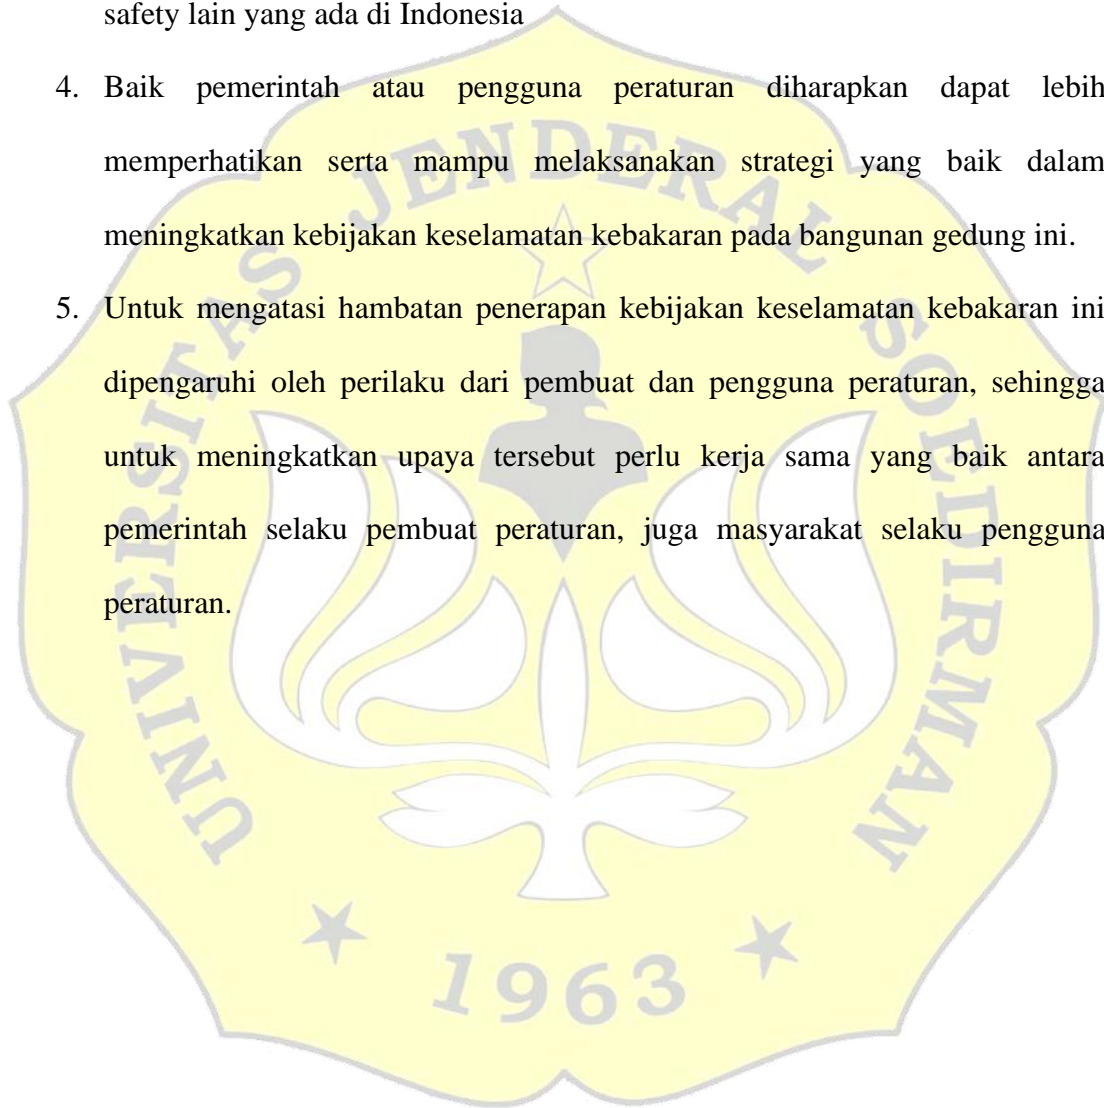 safety lain yang ada di Indonesia
4. Baik pemerintah atau pengguna peraturan diharapkan dapat lebih
memperhatikan serta mampu melaksanakan strategi yang baik dalam
meningkatkan kebijakan keselamatan kebakaran pada bangunan gedung ini.
5. Untuk mengatasi hambatan penerapan kebijakan keselamatan kebakaran ini
dipengaruhi oleh perilaku dari pembuat dan pengguna peraturan, sehingga
untuk meningkatkan upaya tersebut perlu kerja sama yang baik antara
pemerintah selaku pembuat peraturan, juga masyarakat selaku pengguna
peraturan.
UNIVERSITAS JENDERAL SOEDIRMAN
1963